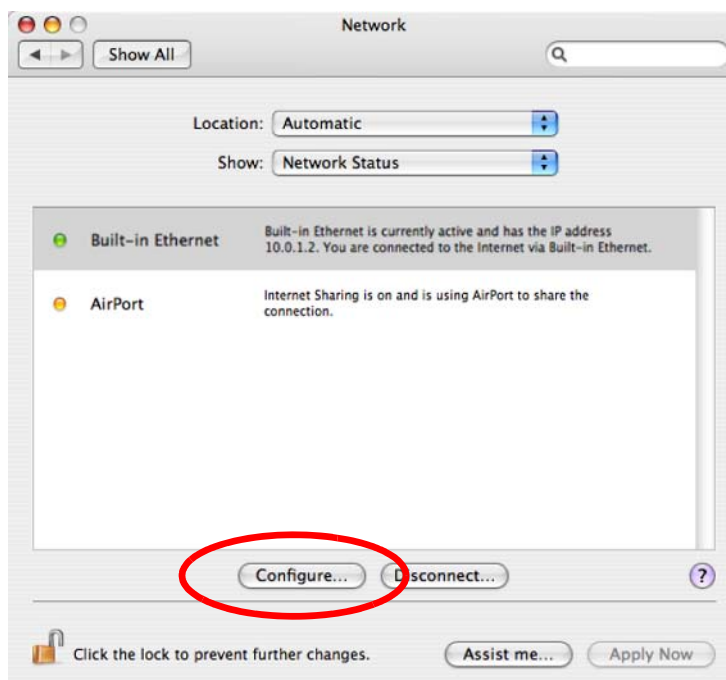 Network
Show All
Location: Automatic
Show: Network Status
Built-in Ethernet
Built-in Ethernet is currently active and has the IP address
10.0.1.2. You are connected to the Internet via Built-in Ethernet.
AirPort
Internet Sharing is on and is using AirPort to share the
connection.
Configure... Disconnect... ?
Click the lock to prevent further changes. Assist me... Apply Now